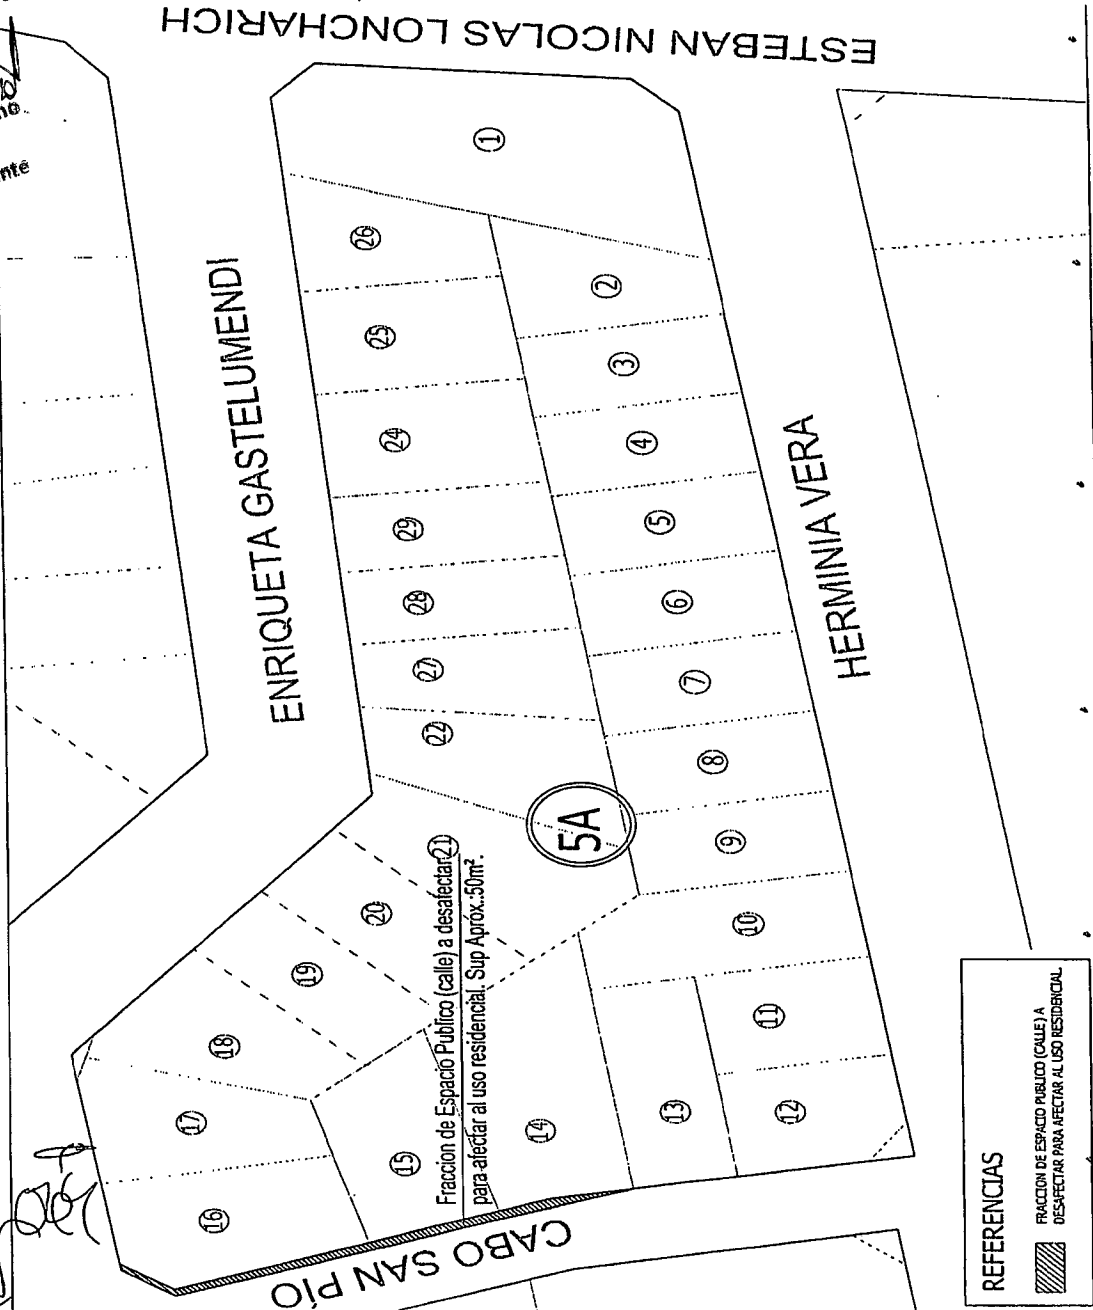 ESTEBAN NICOLAS LONCHARICH
ENRIQUETA GASTELUMENDI
HERMINIA VERA
CABO SAN PÍO
1
26
2
25
3
24
4
29
5
28
6
27
7
22
8
5A
9
21
20
10
19
11
18
17
12
13
14
15
16
Fraccion de Espacio Publico (calle) a desafectar
para afectar al uso residencial. Sup Aprox.:50m².
REFERENCIAS
FRACCION DE ESPACIO PUBLICO (CALLE) A
DESAFECTAR PARA AFECTAR AL USO RESIDENCIAL